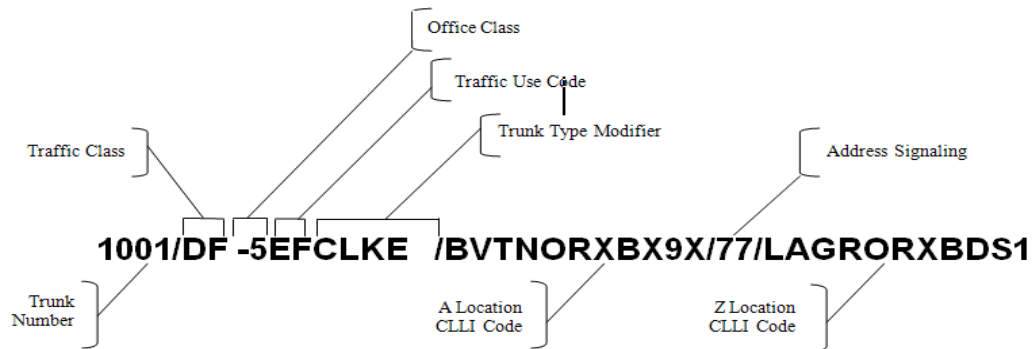 Office Class
Traffic Use Code
Trunk Type Modifier
Traffic Class
Address Signaling
1001/DF -5EFCLKE /BVTNORXBX9X/77/LAGRORXBDS1
Trunk
Number
A Location
CLLI Code
Z Location
CLLI Code